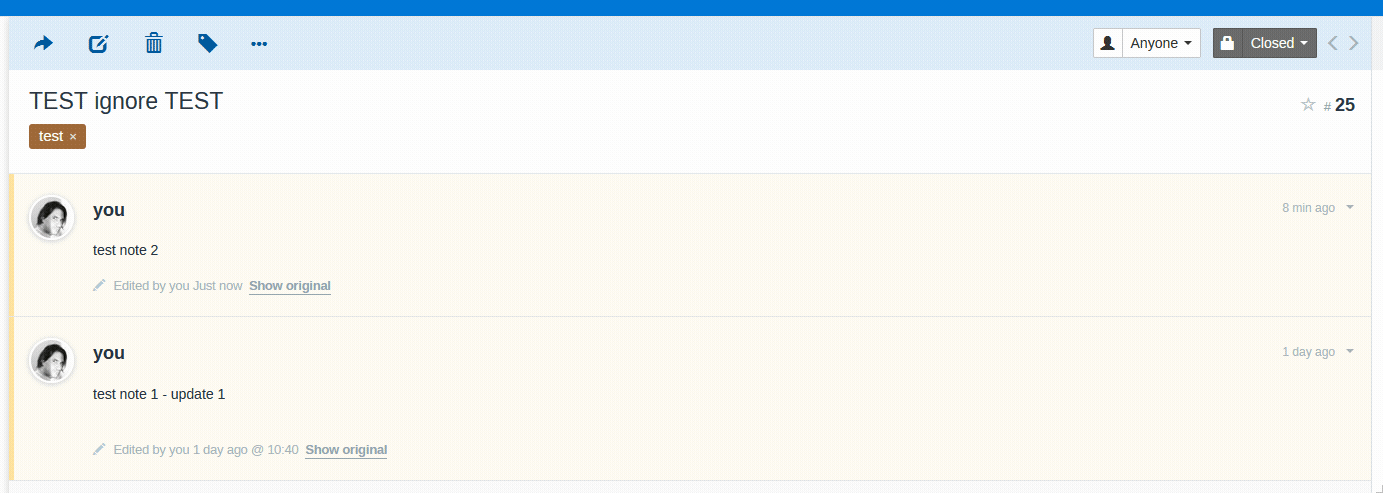 Anyone
Closed
TEST ignore TEST
# 25
test ×
you
8 min ago
test note 2
Edited by you Just now Show original
you
1 day ago
test note 1 - update 1
Edited by you 1 day ago @ 10:40 Show original